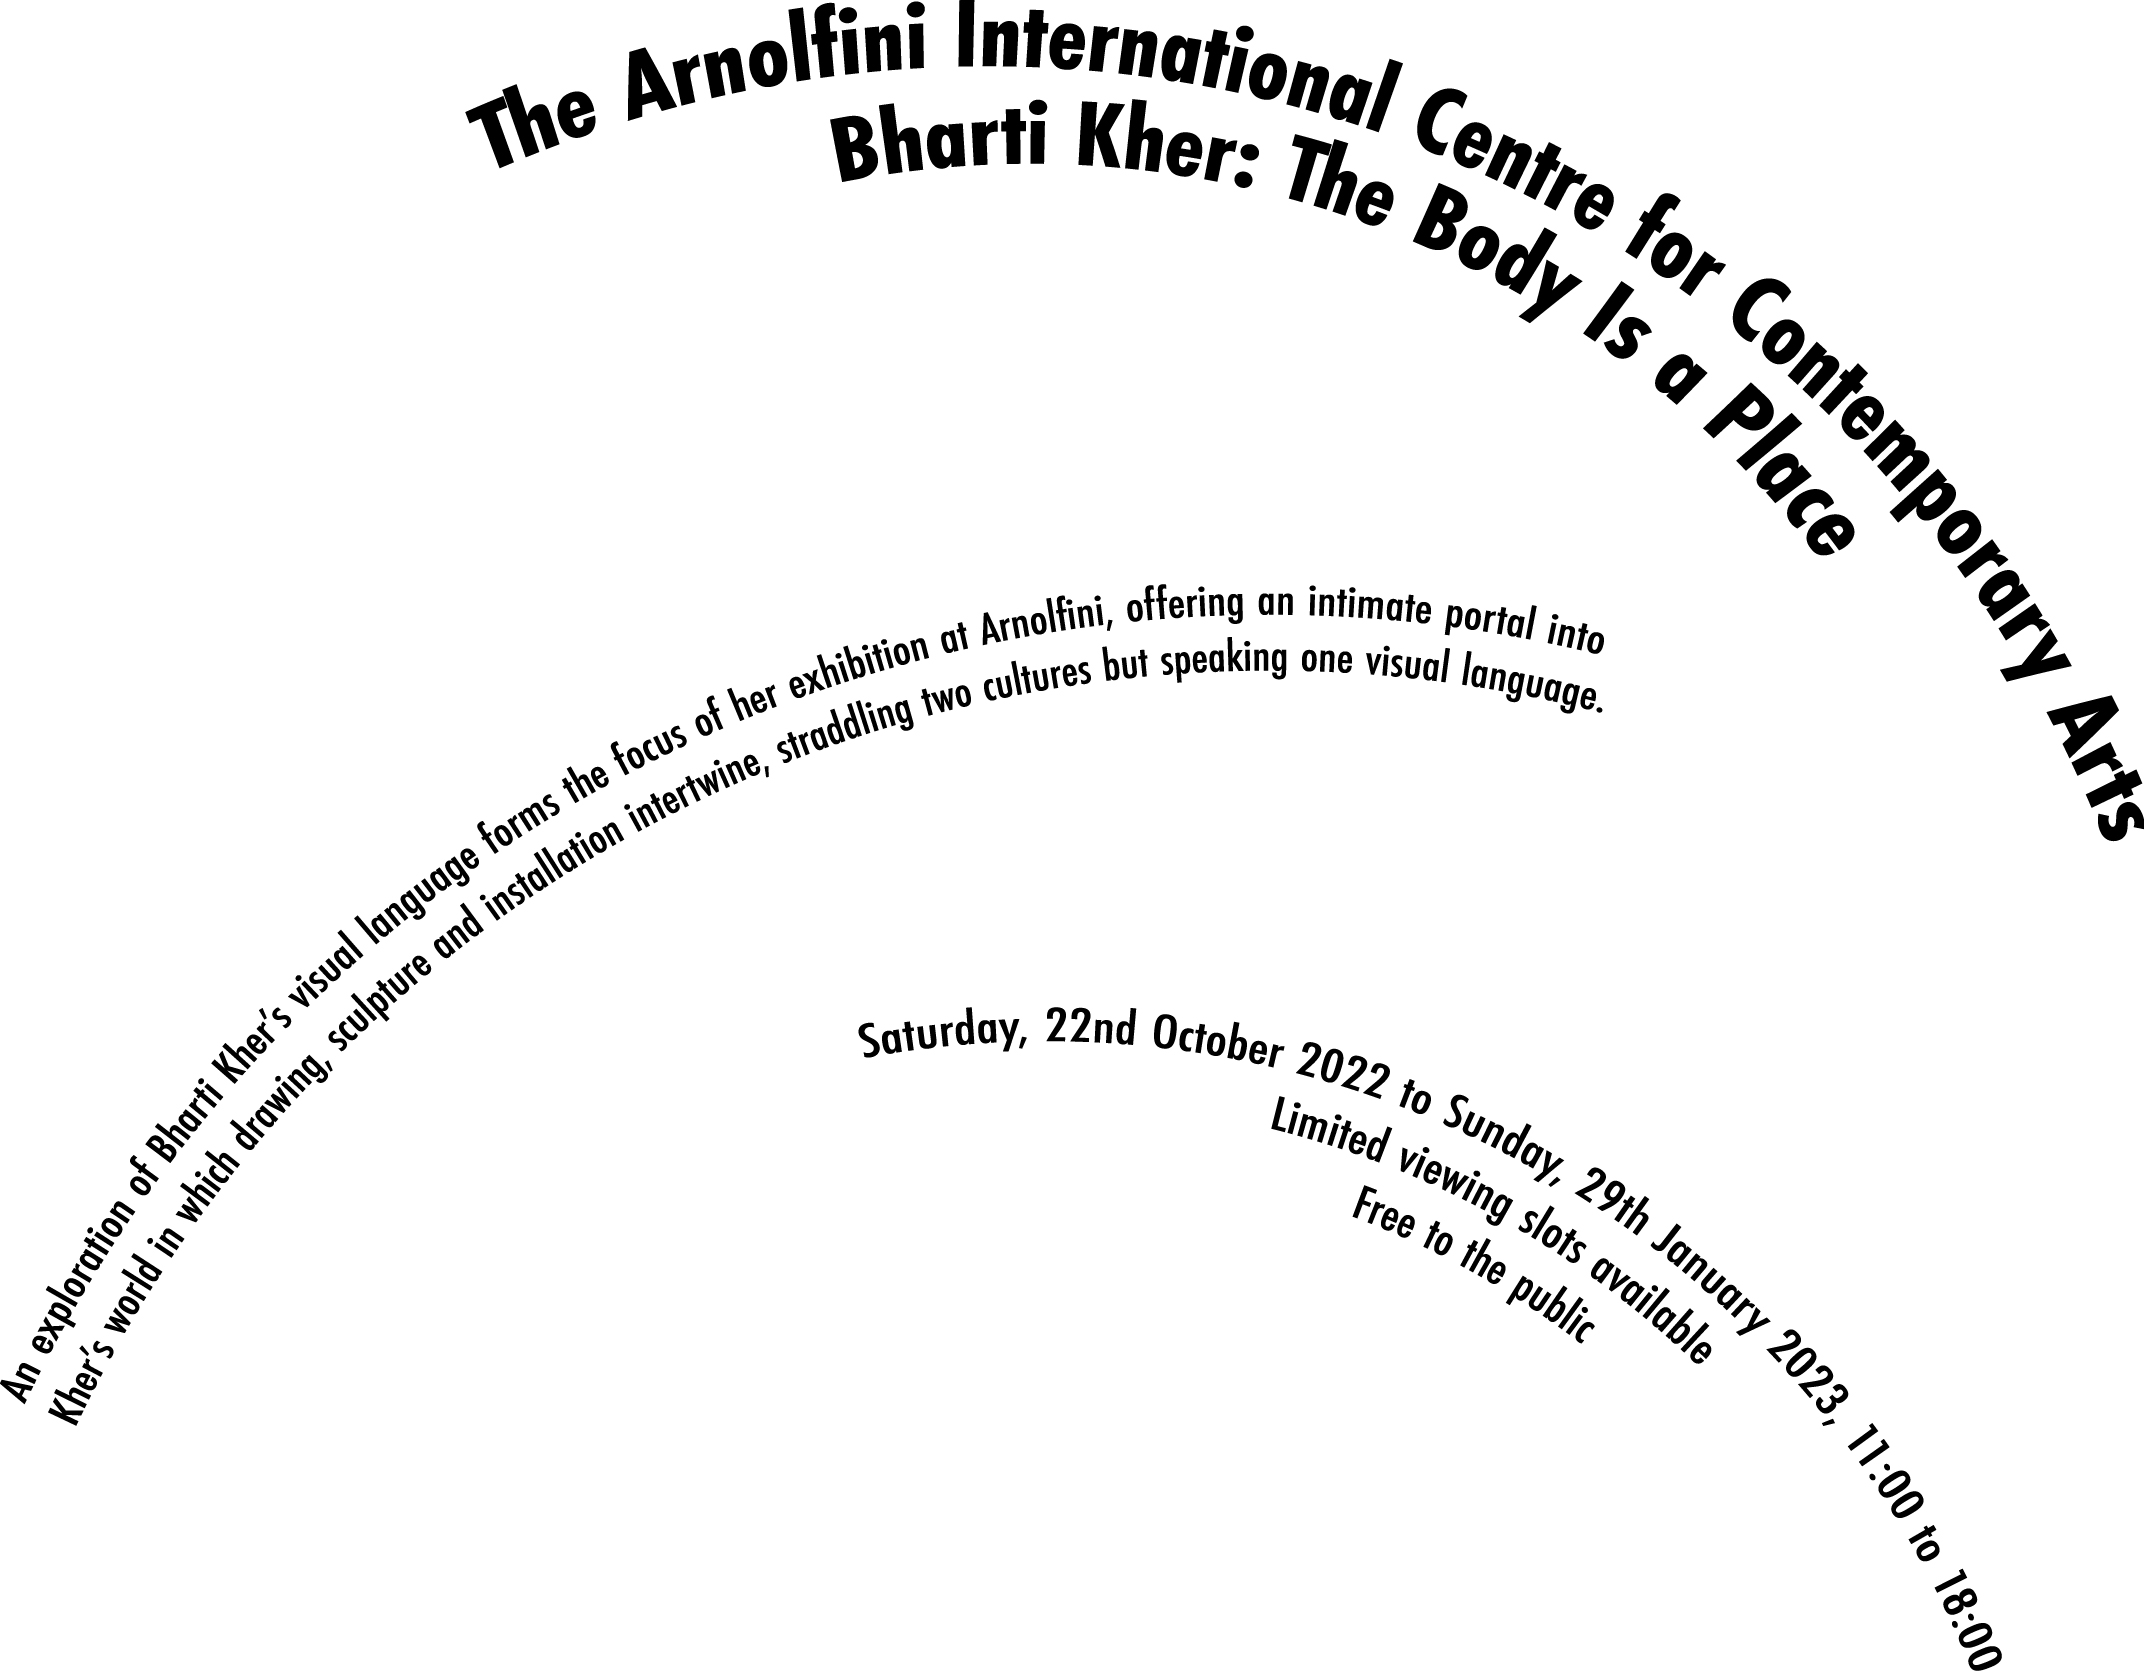 The Arnolfini International Centre for Contemporary Arts
Bharti Kher: The Body Is a Place
An exploration of Bharti Kher's visual language forms the focus of her exhibition at Arnolfini, offering an intimate portal into
Kher's world in which drawing, sculpture and installation intertwine, straddling two cultures but speaking one visual language.
Saturday, 22nd October 2022 to Sunday, 29th January 2023, 11:00 to 18:00
Limited viewing slots available
Free to the public